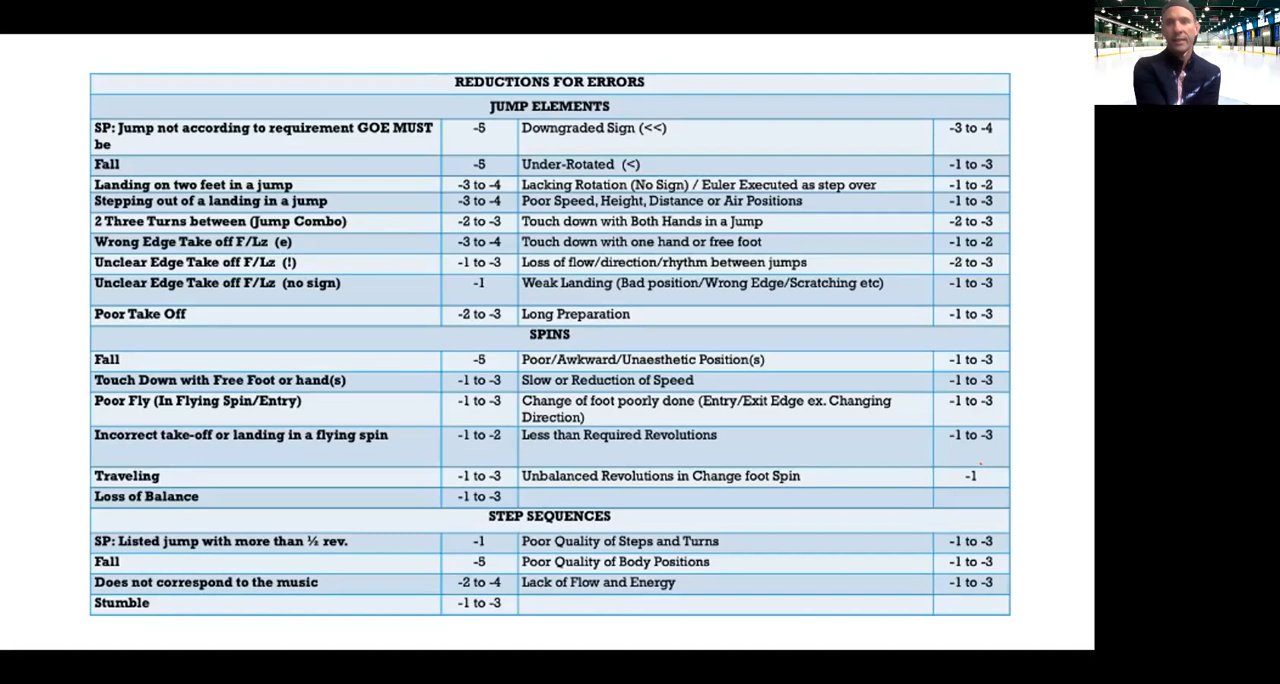 REDUCTIONS FOR ERRORS
JUMP ELEMENTS
SP: Jump not according to requirement GOE MUST be -5 Downgraded Sign (<<) -3 to -4
Fall -5 Under-Rotated (<) -1 to -3
Landing on two feet in a jump -3 to -4 Lacking Rotation (No Sign) / Euler Executed as step over -1 to -2
Stepping out of a landing in a jump -3 to -4 Poor Speed, Height, Distance or Air Positions -1 to -3
2 Three Turns between (Jump Combo) -2 to -3 Touch down with Both Hands in a Jump -2 to -3
Wrong Edge Take off F/Lz (e) -3 to -4 Touch down with one hand or free foot -1 to -2
Unclear Edge Take off F/Lz (!) -1 to -3 Loss of flow/direction/rhythm between jumps -2 to -3
Unclear Edge Take off F/Lz (no sign) -1 Weak Landing (Bad position/Wrong Edge/Scratching etc) -1 to -3
Poor Take Off -2 to -3 Long Preparation -1 to -3
SPINS
Fall -5 Poor/Awkward/Unaesthetic Position(s) -1 to -3
Touch Down with Free Foot or hand(s) -1 to -3 Slow or Reduction of Speed -1 to -3
Poor Fly (In Flying Spin/Entry) -1 to -3 Change of foot poorly done (Entry/Exit Edge ex. Changing Direction) -1 to -3
Incorrect take-off or landing in a flying spin -1 to -2 Less than Required Revolutions -1 to -3
Traveling -1 to -3 Unbalanced Revolutions in Change foot Spin -1
Loss of Balance -1 to -3
STEP SEQUENCES
SP: Listed jump with more than ½ rev. -1 Poor Quality of Steps and Turns -1 to -3
Fall -5 Poor Quality of Body Positions -1 to -3
Does not correspond to the music -2 to -4 Lack of Flow and Energy -1 to -3
Stumble -1 to -3